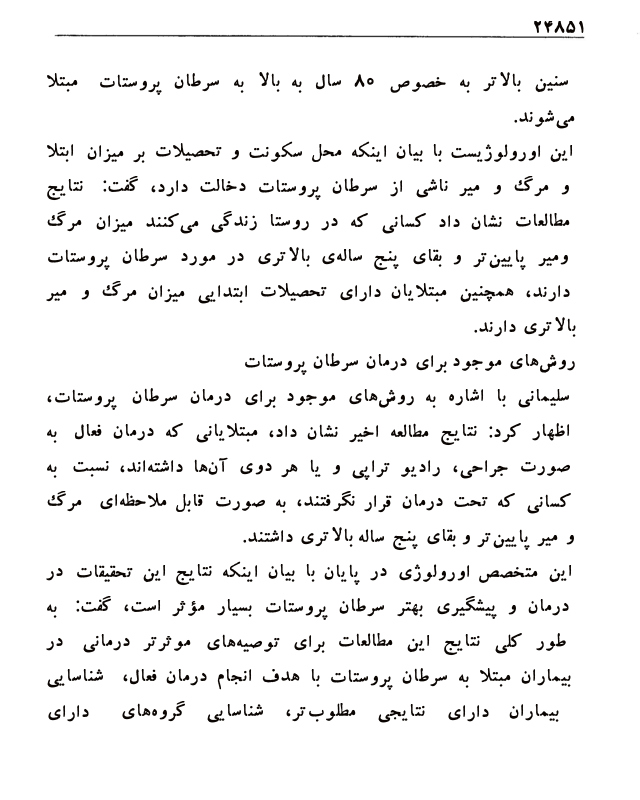 ۲۴۸۵۱
سنین بالاتر به خصوص ۸۰ سال به بالا به سرطان پروستات مبتلا
می‌شوند.
این اورولوژیست با بیان اینکه محل سکونت و تحصیلات بر میزان ابتلا
و مرگ و میر ناشی از سرطان پروستات دخالت دارد، گفت: نتایج
مطالعات نشان داد کسانی که در روستا زندگی می‌کنند میزان مرگ
ومیر پایین‌تر و بقای پنج ساله‌ی بالاتری در مورد سرطان پروستات
دارند، همچنین مبتلایان دارای تحصیلات ابتدایی میزان مرگ و میر
بالاتری دارند.
روش‌های موجود برای درمان سرطان پروستات
سلیمانی با اشاره به روش‌های موجود برای درمان سرطان پروستات،
اظهار کرد: نتایج مطالعه اخیر نشان داد، مبتلایانی که درمان فعال به
صورت جراحی، رادیو تراپی و یا هر دوی آن‌ها داشته‌اند، نسبت به
کسانی که تحت درمان قرار نگرفتند، به صورت قابل ملاحظه‌ای مرگ
و میر پایین‌تر و بقای پنج ساله بالاتری داشتند.
این متخصص اورولوژی در پایان با بیان اینکه نتایج این تحقیقات در
درمان و پیشگیری بهتر سرطان پروستات بسیار مؤثر است، گفت: به
طور کلی نتایج این مطالعات برای توصیه‌های موثرتر درمانی در
بیماران مبتلا به سرطان پروستات با هدف انجام درمان فعال، شناسایی
بیماران دارای نتایجی مطلوب‌تر، شناسایی گروه‌های دارای